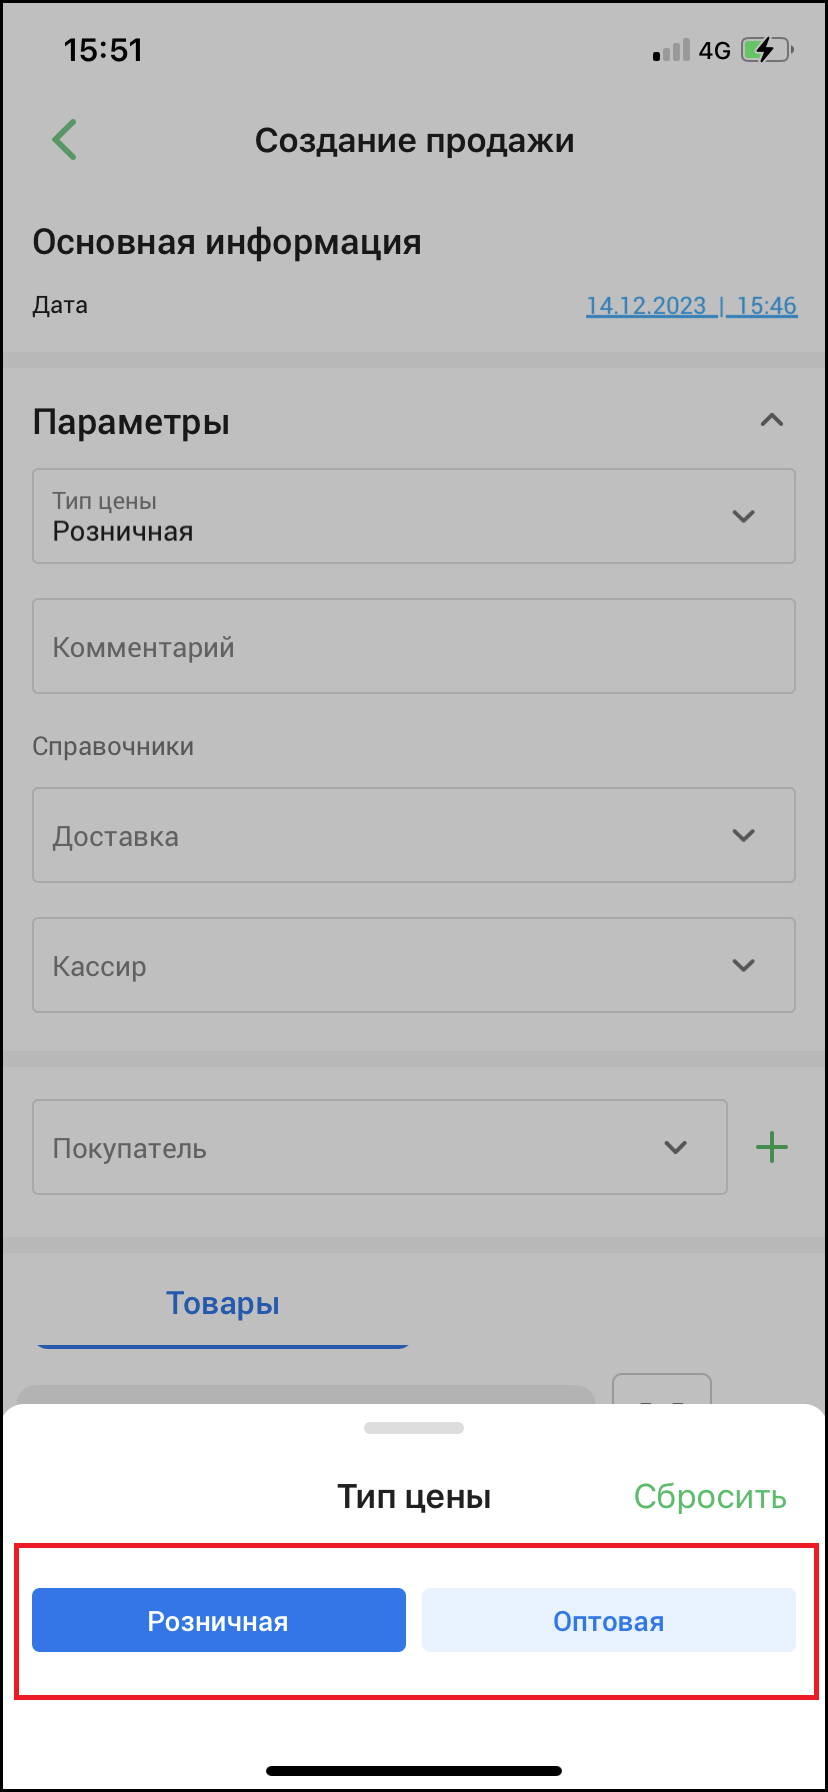 15:51
4G
Создание продажи
Основная информация
Дата
14.12.2023 | 15:46
Параметры
Тип цены
Розничная
Комментарий
Справочники
Доставка
Кассир
Покупатель
Товары
Тип цены
Сбросить
Розничная
Оптовая